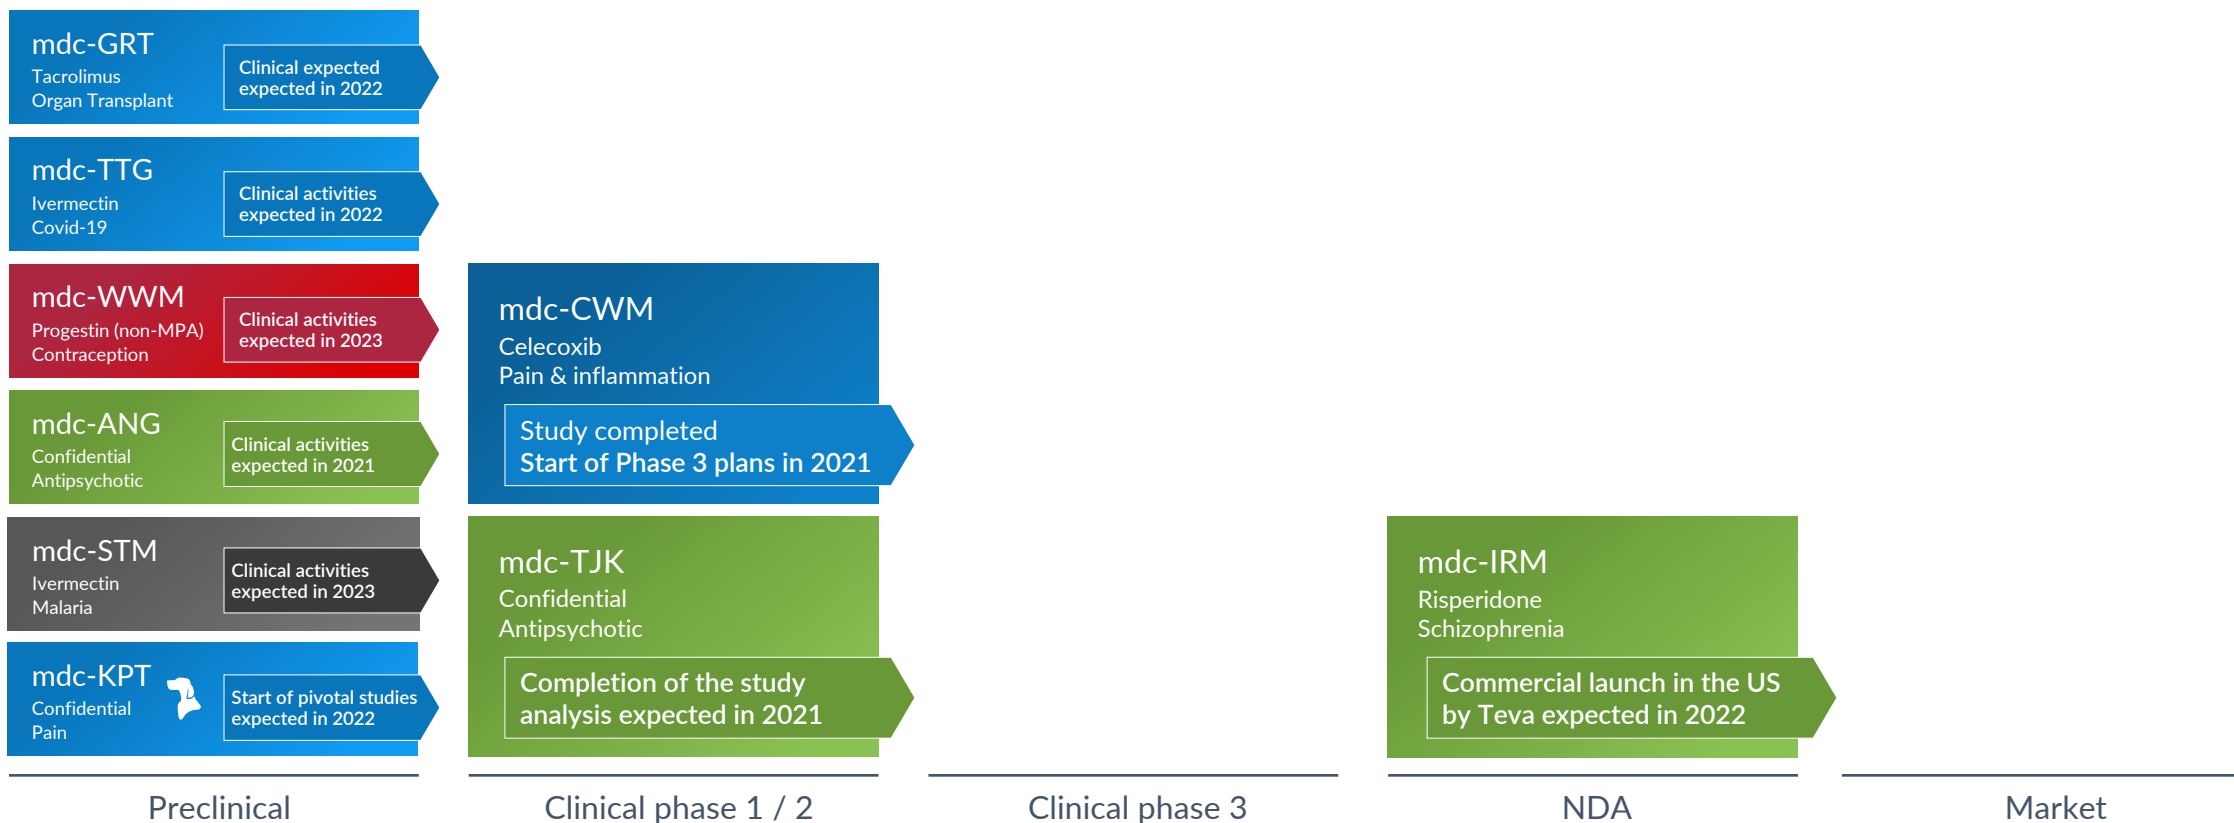 mdc-GRT
Tacrolimus
Organ Transplant
Clinical expected
expected in 2022
mdc-TTG
Ivermectin
Covid-19
Clinical activities
expected in 2022
mdc-WWM
Progestin (non-MPA)
Contraception
Clinical activities
expected in 2023
mdc-ANG
Confidential
Antipsychotic
Clinical activities
expected in 2021
mdc-STM
Ivermectin
Malaria
Clinical activities
expected in 2023
mdc-KPT
Confidential
Pain
Start of pivotal studies
expected in 2022
mdc-CWM
Celecoxib
Pain & inflammation
Study completed
Start of Phase 3 plans in 2021
mdc-TJK
Confidential
Antipsychotic
Completion of the study
analysis expected in 2021
mdc-IRM
Risperidone
Schizophrenia
Commercial launch in the US
by Teva expected in 2022
Preclinical
Clinical phase 1 / 2
Clinical phase 3
NDA
Market